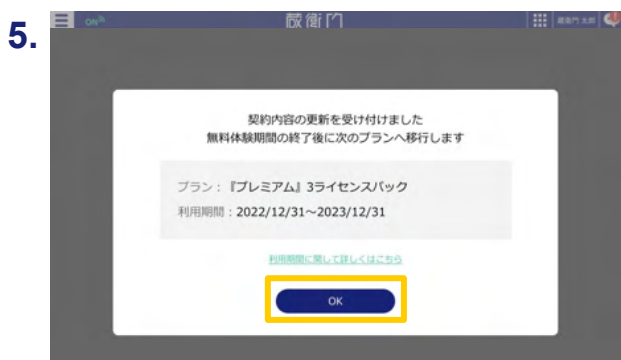 5.
ON
蔵衛門
蔵衛門 太郎
契約内容の更新を受け付けました
無料体験期間の終了後に次のプランへ移行します
プラン：『プレミアム』3ライセンスパック
利用期間：2022/12/31～2023/12/31
利用期間に関して詳しくはこちら
OK